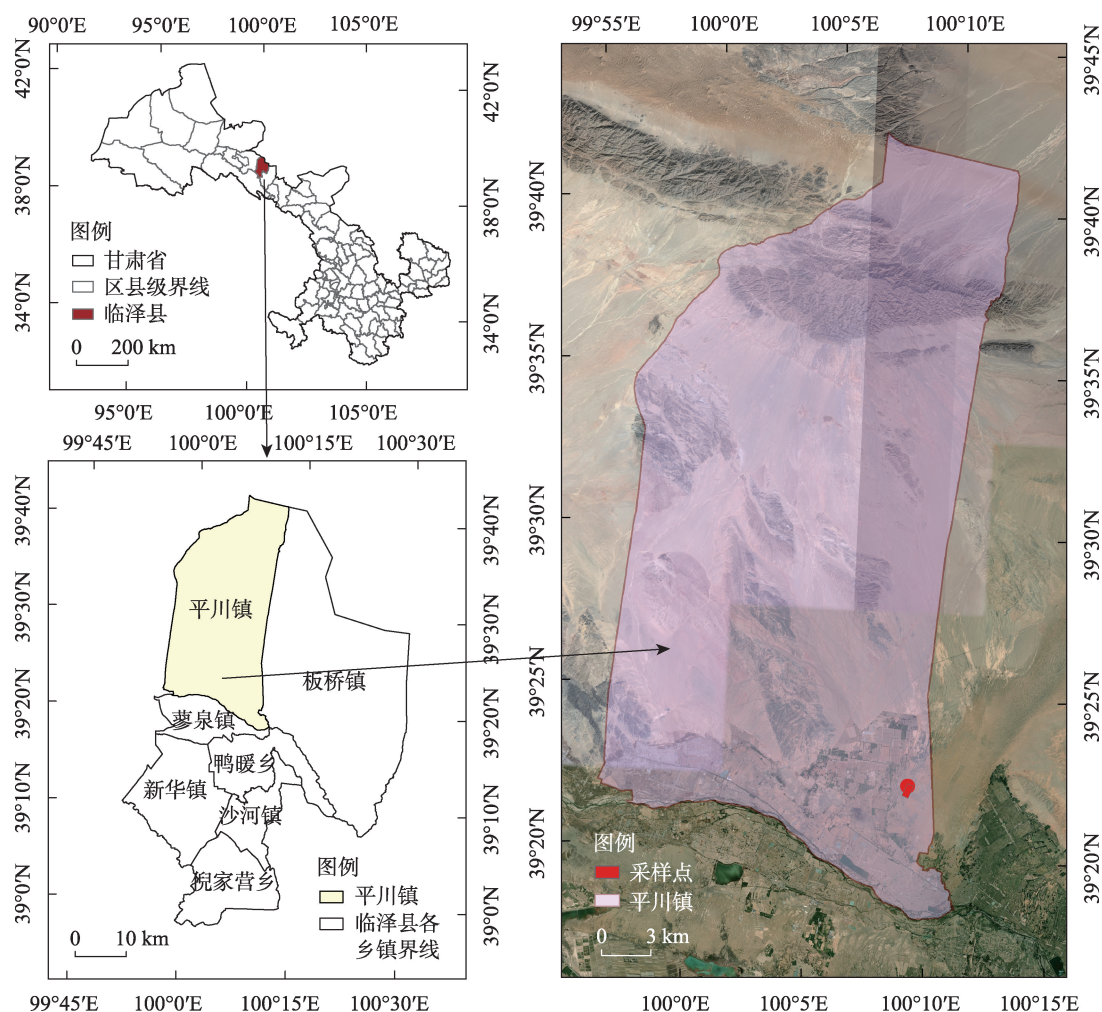 90°0′E 95°0′E 100°0′E 105°0′E
42°0′N
38°0′N
34°0′N
42°0′N
38°0′N
34°0′N
图例
甘肃省
区县级界线
临泽县
0 200 km
95°0′E 100°0′E 105°0′E
99°45′E 100°0′E 100°15′E 100°30′E
39°40′N
39°30′N
39°20′N
39°10′N
39°0′N
39°40′N
39°30′N
39°20′N
39°10′N
39°0′N
平川镇
板桥镇
蓼泉镇
鸭暖乡
新华镇
沙河镇
倪家营乡
图例
平川镇
临泽县各
乡镇界线
0 10 km
99°45′E 100°0′E 100°15′E 100°30′E
99°55′E 100°0′E 100°5′E 100°10′E
39°40′N
39°35′N
39°30′N
39°25′N
39°20′N
39°45′N
39°40′N
39°35′N
39°30′N
39°25′N
39°20′N
图例
采样点
平川镇
0 3 km
100°0′E 100°5′E 100°10′E 100°15′E